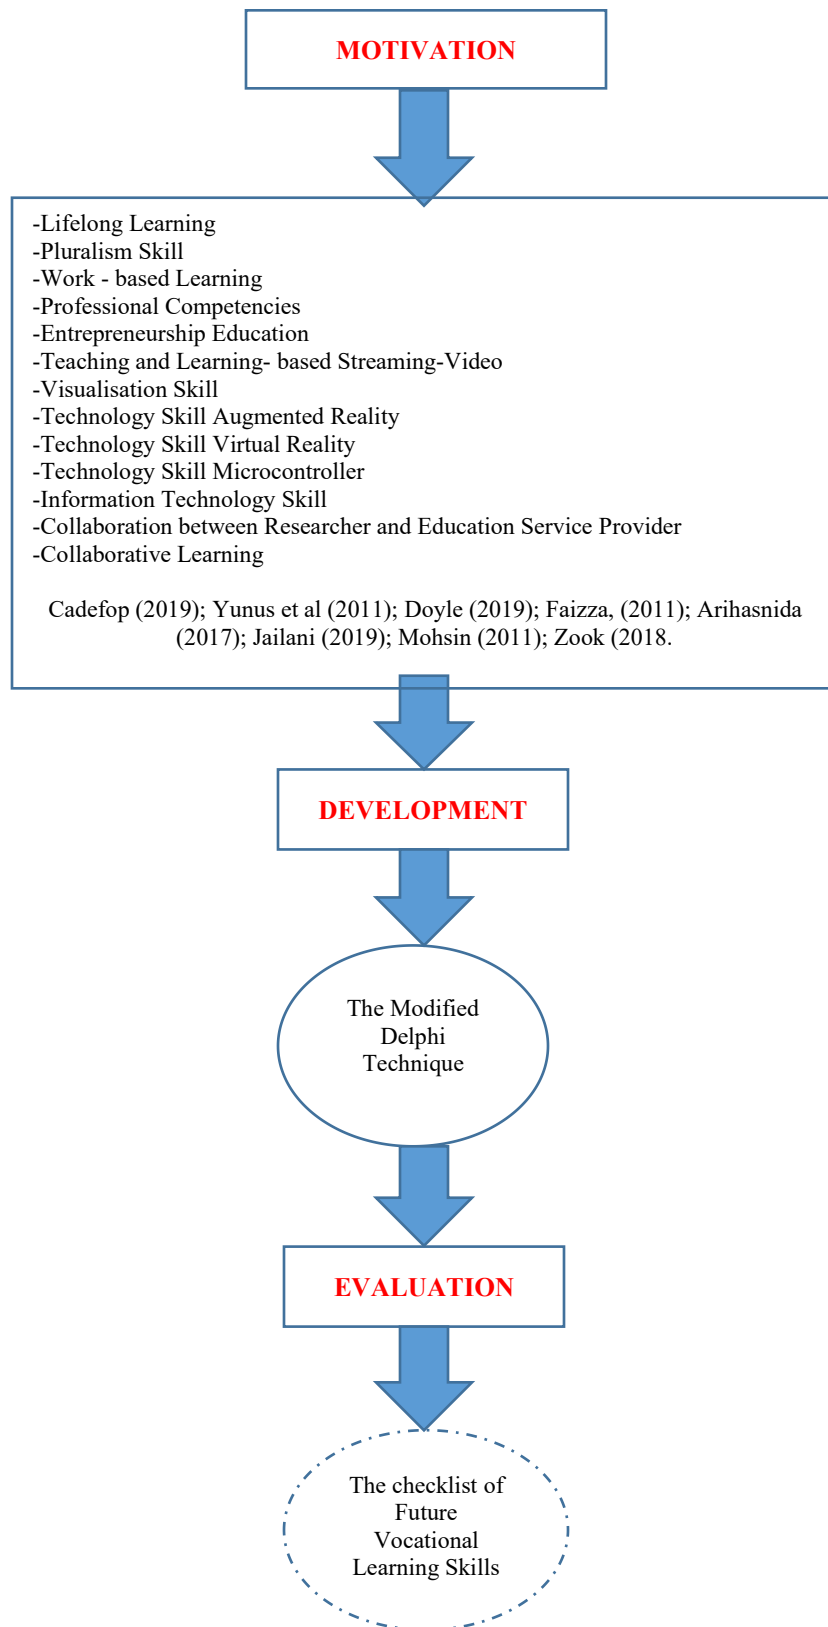 MOTIVATION
-Lifelong Learning
-Pluralism Skill
-Work - based Learning
-Professional Competencies
-Entrepreneurship Education
-Teaching and Learning- based Streaming-Video
-Visualisation Skill
-Technology Skill Augmented Reality
-Technology Skill Virtual Reality
-Technology Skill Microcontroller
-Information Technology Skill
-Collaboration between Researcher and Education Service Provider
-Collaborative Learning
Cadefop (2019); Yunus et al (2011); Doyle (2019); Faizza, (2011); Arihasnida
(2017); Jailani (2019); Mohsin (2011); Zook (2018.
DEVELOPMENT
The Modified
Delphi
Technique
EVALUATION
The checklist of
Future
Vocational
Learning Skills